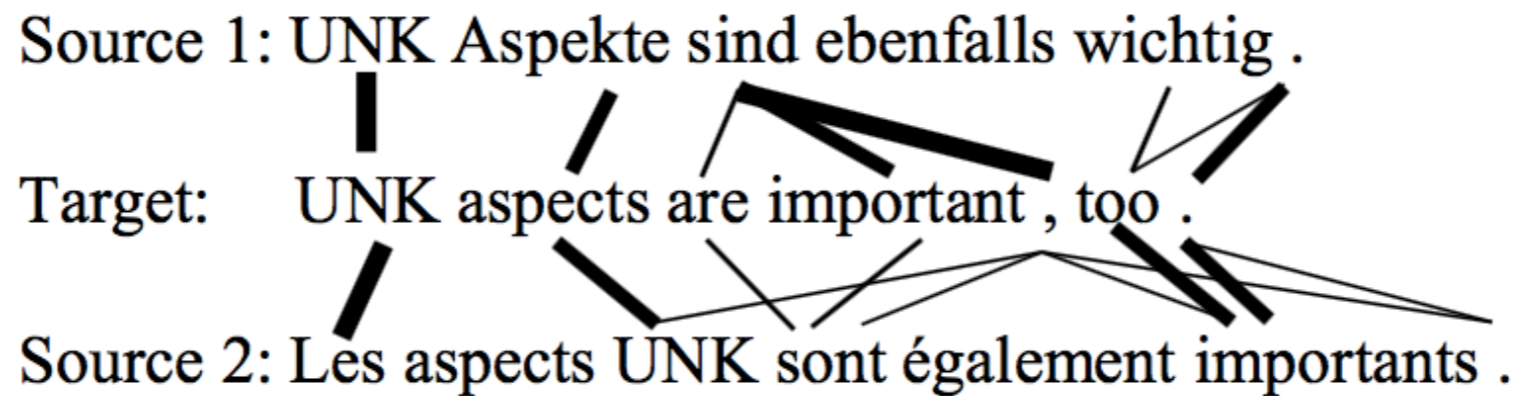 Source 1: UNK Aspekte sind ebenfalls wichtig .
Target: UNK aspects are important , too .
Source 2: Les aspects UNK sont également importants .